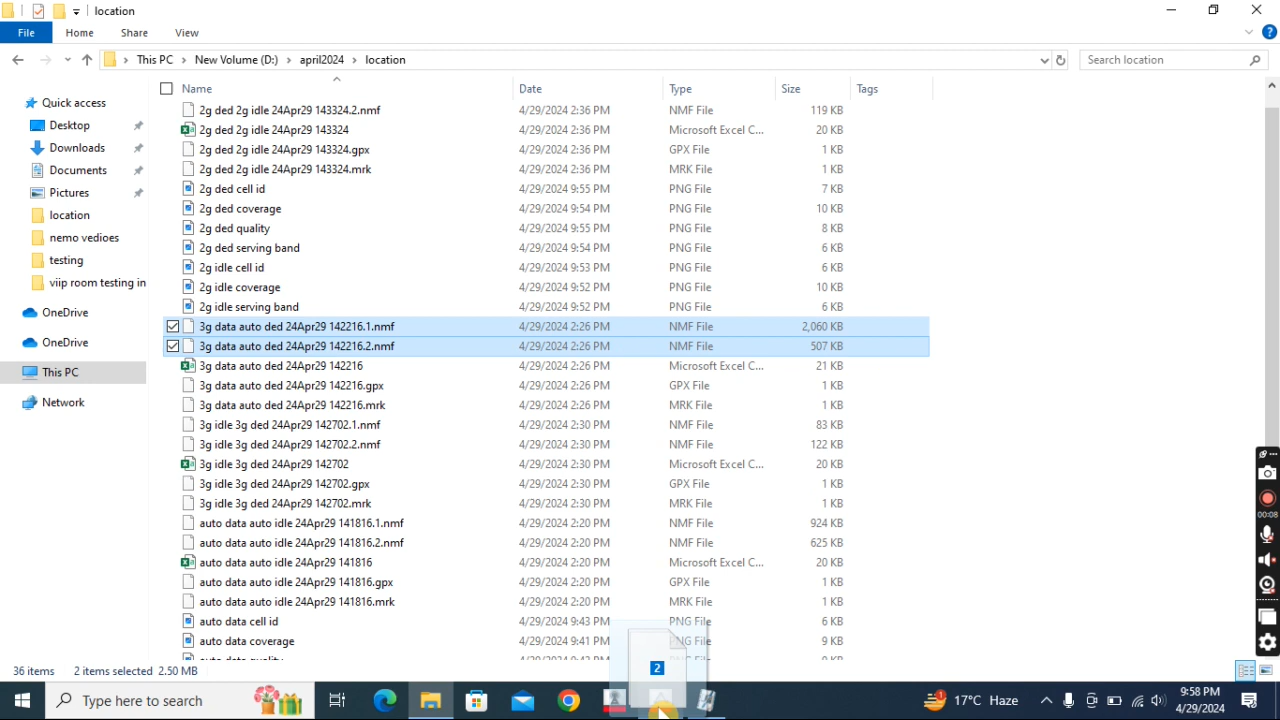 location
File Home Share View
This PC New Volume (D:) april2024 location Search location
Name Date Type Size Tags
Quick access
Desktop
Downloads
Documents
Pictures
location
nemo vedioes
testing
viip room testing in
OneDrive
OneDrive
This PC
Network
2g ded 2g idle 24Apr29 143324.2.nmf 4/29/2024 2:36 PM NMF File 119 KB
2g ded 2g idle 24Apr29 143324 4/29/2024 2:36 PM Microsoft Excel C... 20 KB
2g ded 2g idle 24Apr29 143324.gpx 4/29/2024 2:36 PM GPX File 1 KB
2g ded 2g idle 24Apr29 143324.mrk 4/29/2024 2:36 PM MRK File 1 KB
2g ded cell id 4/29/2024 9:55 PM PNG File 7 KB
2g ded coverage 4/29/2024 9:54 PM PNG File 10 KB
2g ded quality 4/29/2024 9:55 PM PNG File 8 KB
2g ded serving band 4/29/2024 9:54 PM PNG File 6 KB
2g idle cell id 4/29/2024 9:53 PM PNG File 6 KB
2g idle coverage 4/29/2024 9:52 PM PNG File 10 KB
2g idle serving band 4/29/2024 9:52 PM PNG File 6 KB
3g data auto ded 24Apr29 142216.1.nmf 4/29/2024 2:26 PM NMF File 2,060 KB
3g data auto ded 24Apr29 142216.2.nmf 4/29/2024 2:26 PM NMF File 507 KB
3g data auto ded 24Apr29 142216 4/29/2024 2:26 PM Microsoft Excel C... 21 KB
3g data auto ded 24Apr29 142216.gpx 4/29/2024 2:26 PM GPX File 1 KB
3g data auto ded 24Apr29 142216.mrk 4/29/2024 2:26 PM MRK File 1 KB
3g idle 3g ded 24Apr29 142702.1.nmf 4/29/2024 2:30 PM NMF File 83 KB
3g idle 3g ded 24Apr29 142702.2.nmf 4/29/2024 2:30 PM NMF File 122 KB
3g idle 3g ded 24Apr29 142702 4/29/2024 2:30 PM Microsoft Excel C... 20 KB
3g idle 3g ded 24Apr29 142702.gpx 4/29/2024 2:30 PM GPX File 1 KB
3g idle 3g ded 24Apr29 142702.mrk 4/29/2024 2:30 PM MRK File 1 KB
auto data auto idle 24Apr29 141816.1.nmf 4/29/2024 2:20 PM NMF File 924 KB
auto data auto idle 24Apr29 141816.2.nmf 4/29/2024 2:20 PM NMF File 625 KB
auto data auto idle 24Apr29 141816 4/29/2024 2:20 PM Microsoft Excel C... 20 KB
auto data auto idle 24Apr29 141816.gpx 4/29/2024 2:20 PM GPX File 1 KB
auto data auto idle 24Apr29 141816.mrk 4/29/2024 2:20 PM MRK File 1 KB
auto data cell id 4/29/2024 9:43 PM PNG File 6 KB
auto data coverage 4/29/2024 9:41 PM PNG File 9 KB
00:08
2
36 items 2 items selected 2.50 MB
Type here to search 17°C Haze 9:58 PM
4/29/2024